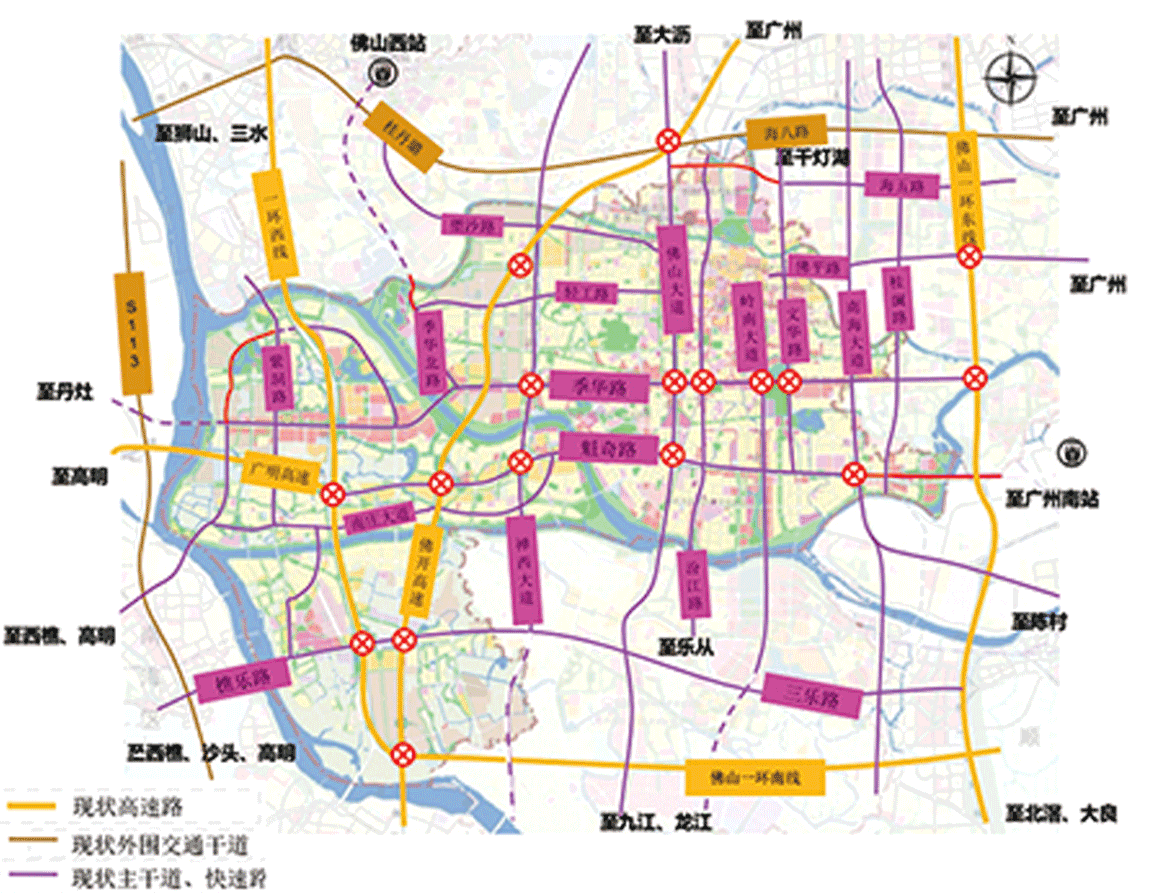 佛山西站
至大沥
至广州
N
至狮山、三水
桂丹路
海八路
至广州
至千灯湖
佛山一环东线
海五路
一环西线
塱沙路
佛山大道
佛平路
至广州
S113
轻工路
岭南大道
文华路
南海大道
桂澜路
季华北路
紫洞路
至丹灶
季华路
魁奇路
至高明
广明高速
至广州南站
南庄大道
佛开高速
禅西大道
汾江路
至陈村
至西樵、高明
至乐从
樵乐路
三乐路
至西樵、沙头、高明
顺
佛山一环南线
至九江、龙江
至北滘、大良
现状高速路
现状外围交通干道
现状主干道、快速路